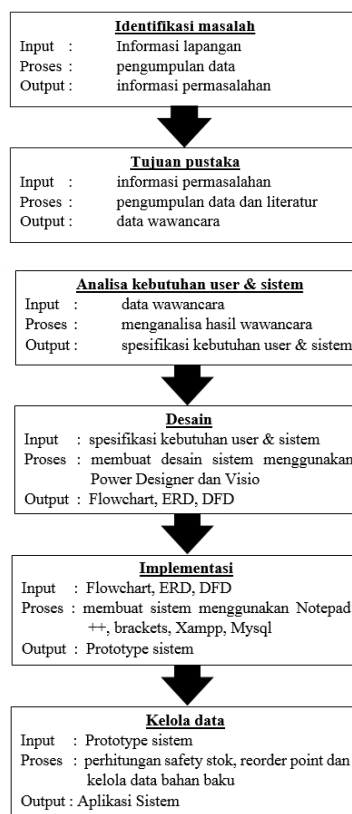 Identifikasi masalah
Input : Informasi lapangan
Proses : pengumpulan data
Output : informasi permasalahan
Tujuan pustaka
Input : informasi permasalahan
Proses : pengumpulan data dan literatur
Output : data wawancara
Analisa kebutuhan user & sistem
Input : data wawancara
Proses : menganalisa hasil wawancara
Output : spesifikasi kebutuhan user & sistem
Desain
Input : spesifikasi kebutuhan user & sistem
Proses : membuat desain sistem menggunakan
Power Designer dan Visio
Output : Flowchart, ERD, DFD
Implementasi
Input : Flowchart, ERD, DFD
Proses : membuat sistem menggunakan Notepad
++, brackets, Xampp, Mysql
Output : Prototype sistem
Kelola data
Input : Prototype sistem
Proses : perhitungan safety stok, reorder point dan
kelola data bahan baku
Output : Aplikasi Sistem